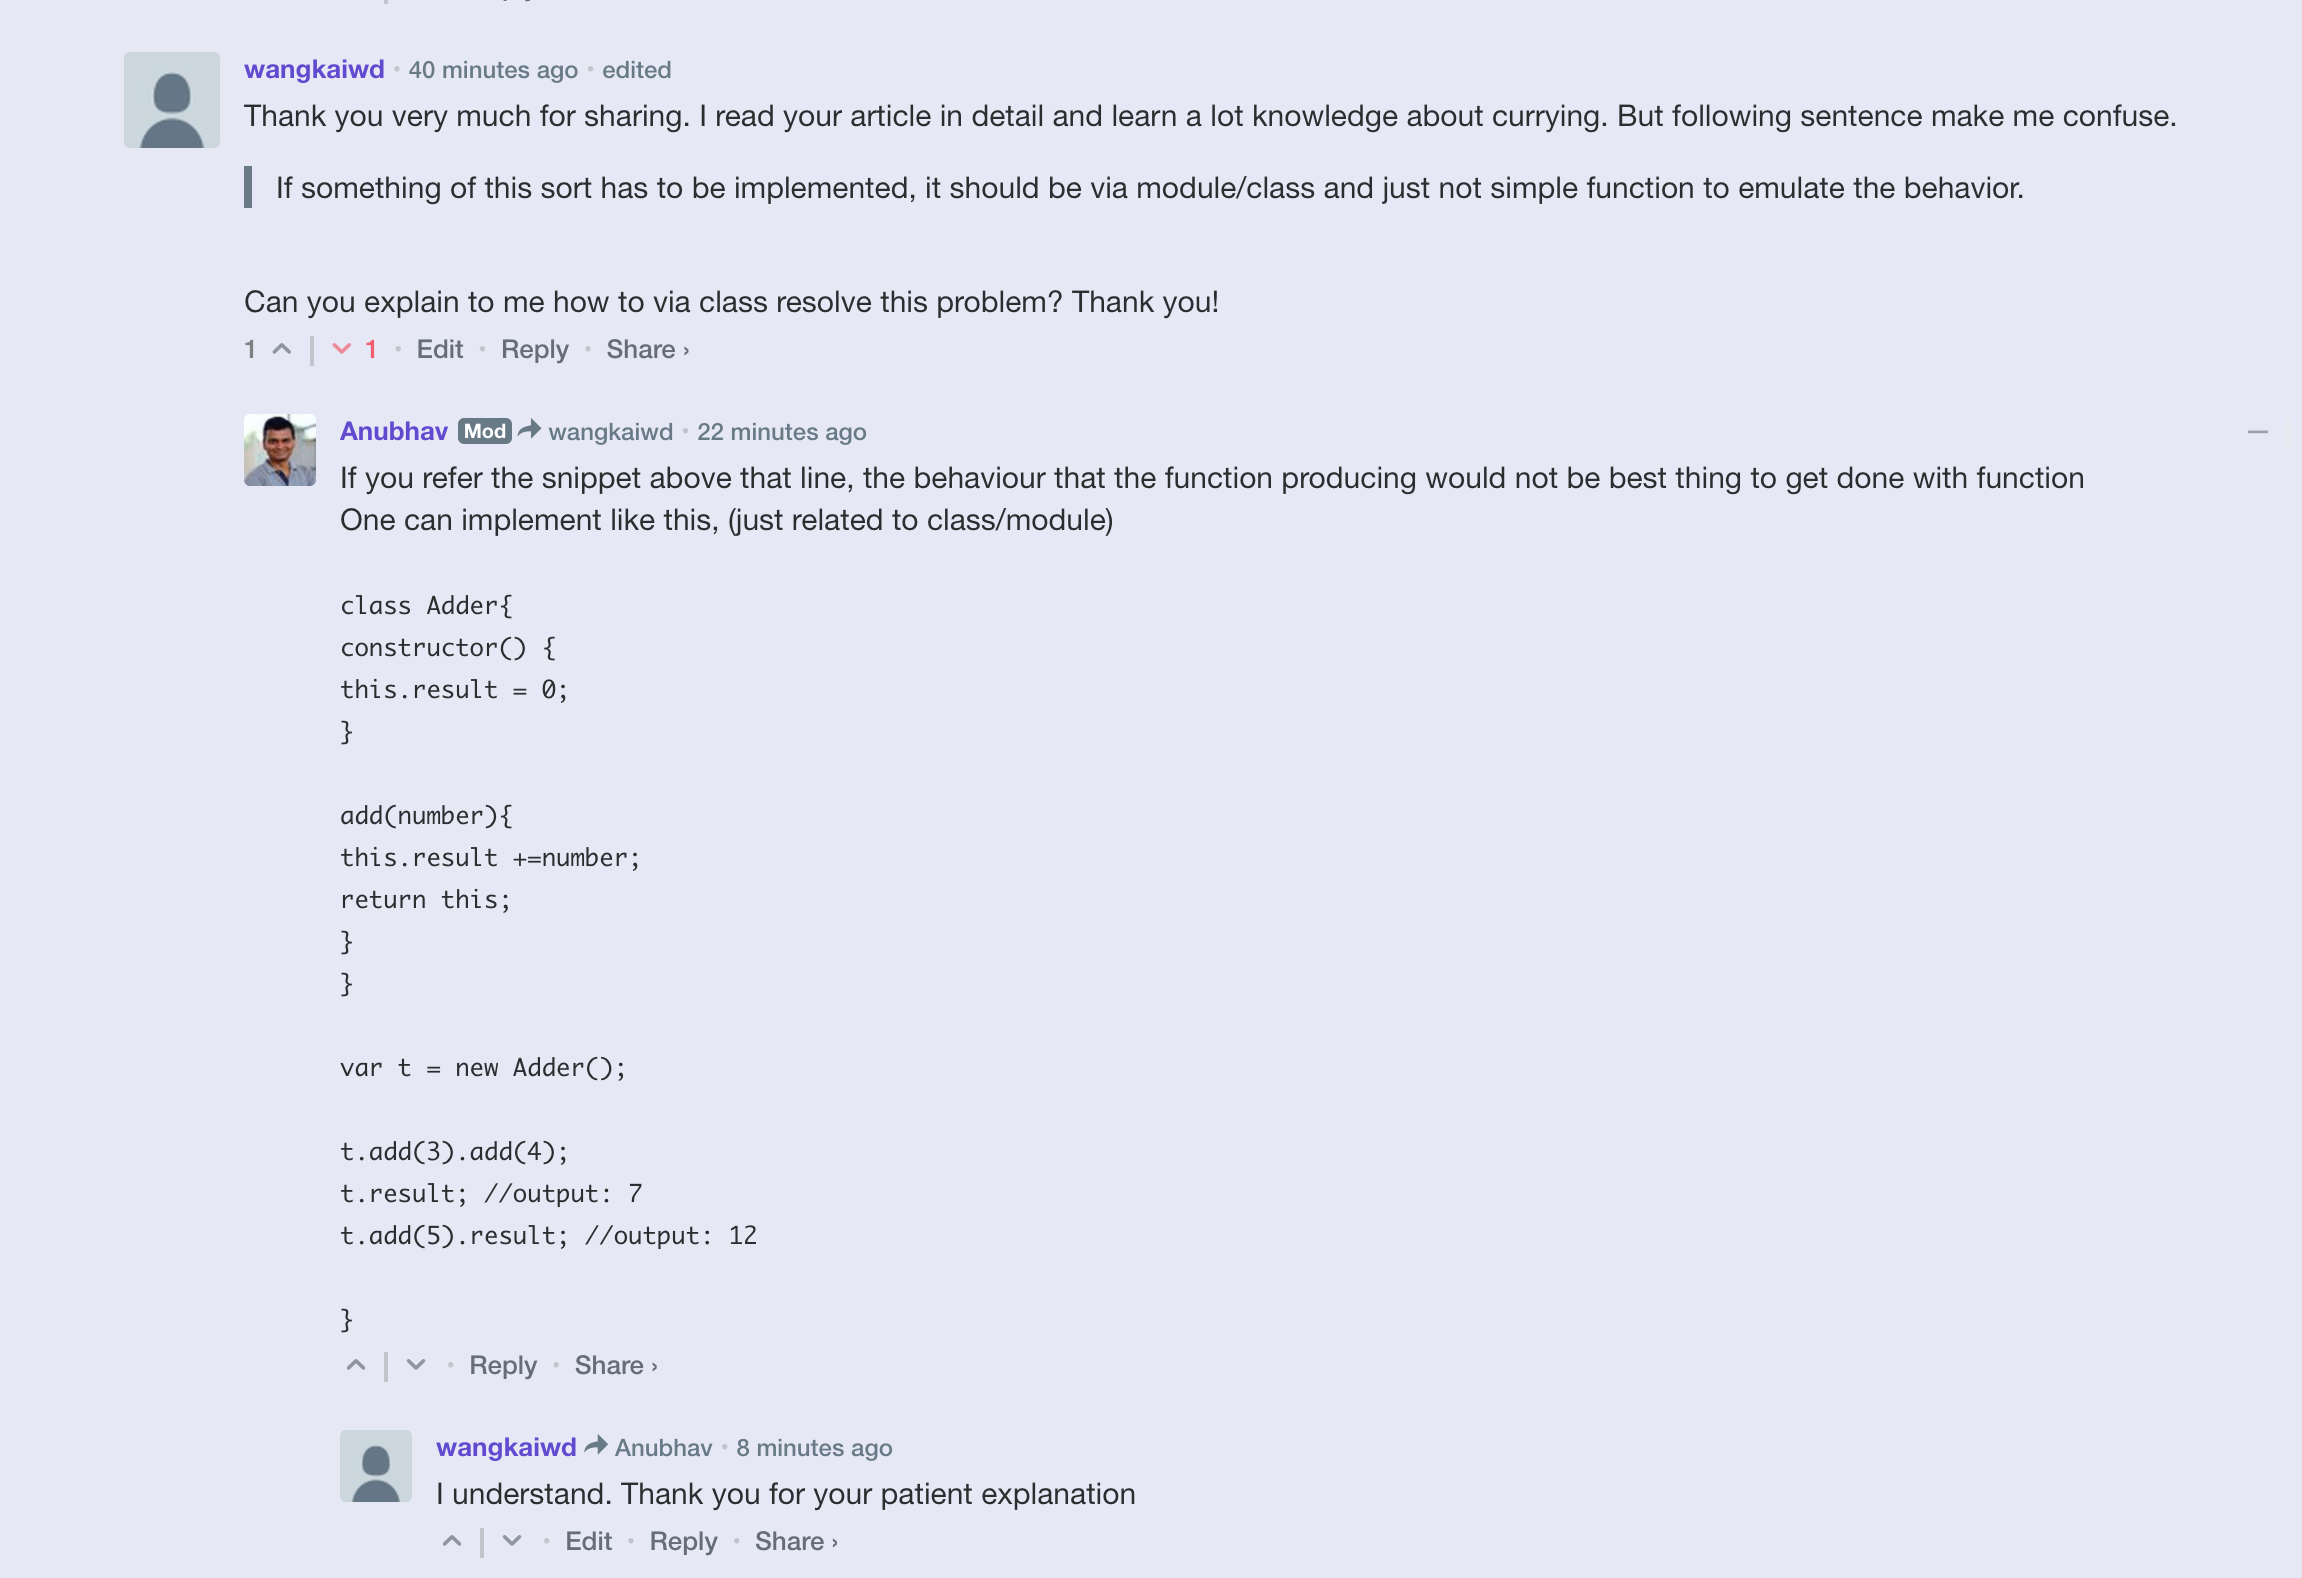 wangkaiwd • 40 minutes ago • edited
Thank you very much for sharing. I read your article in detail and learn a lot knowledge about currying. But following sentence make me confuse.
If something of this sort has to be implemented, it should be via module/class and just not simple function to emulate the behavior.
Can you explain to me how to via class resolve this problem? Thank you!
1 | 1 • Edit • Reply • Share ›
Anubhav Mod wangkaiwd • 22 minutes ago
If you refer the snippet above that line, the behaviour that the function producing would not be best thing to get done with function
One can implement like this, (just related to class/module)
class Adder{
constructor() {
this.result = 0;
}
add(number){
this.result +=number;
return this;
}
}
var t = new Adder();
t.add(3).add(4);
t.result; //output: 7
t.add(5).result; //output: 12
}
• Reply • Share ›
wangkaiwd Anubhav • 8 minutes ago
I understand. Thank you for your patient explanation
• Edit • Reply • Share ›